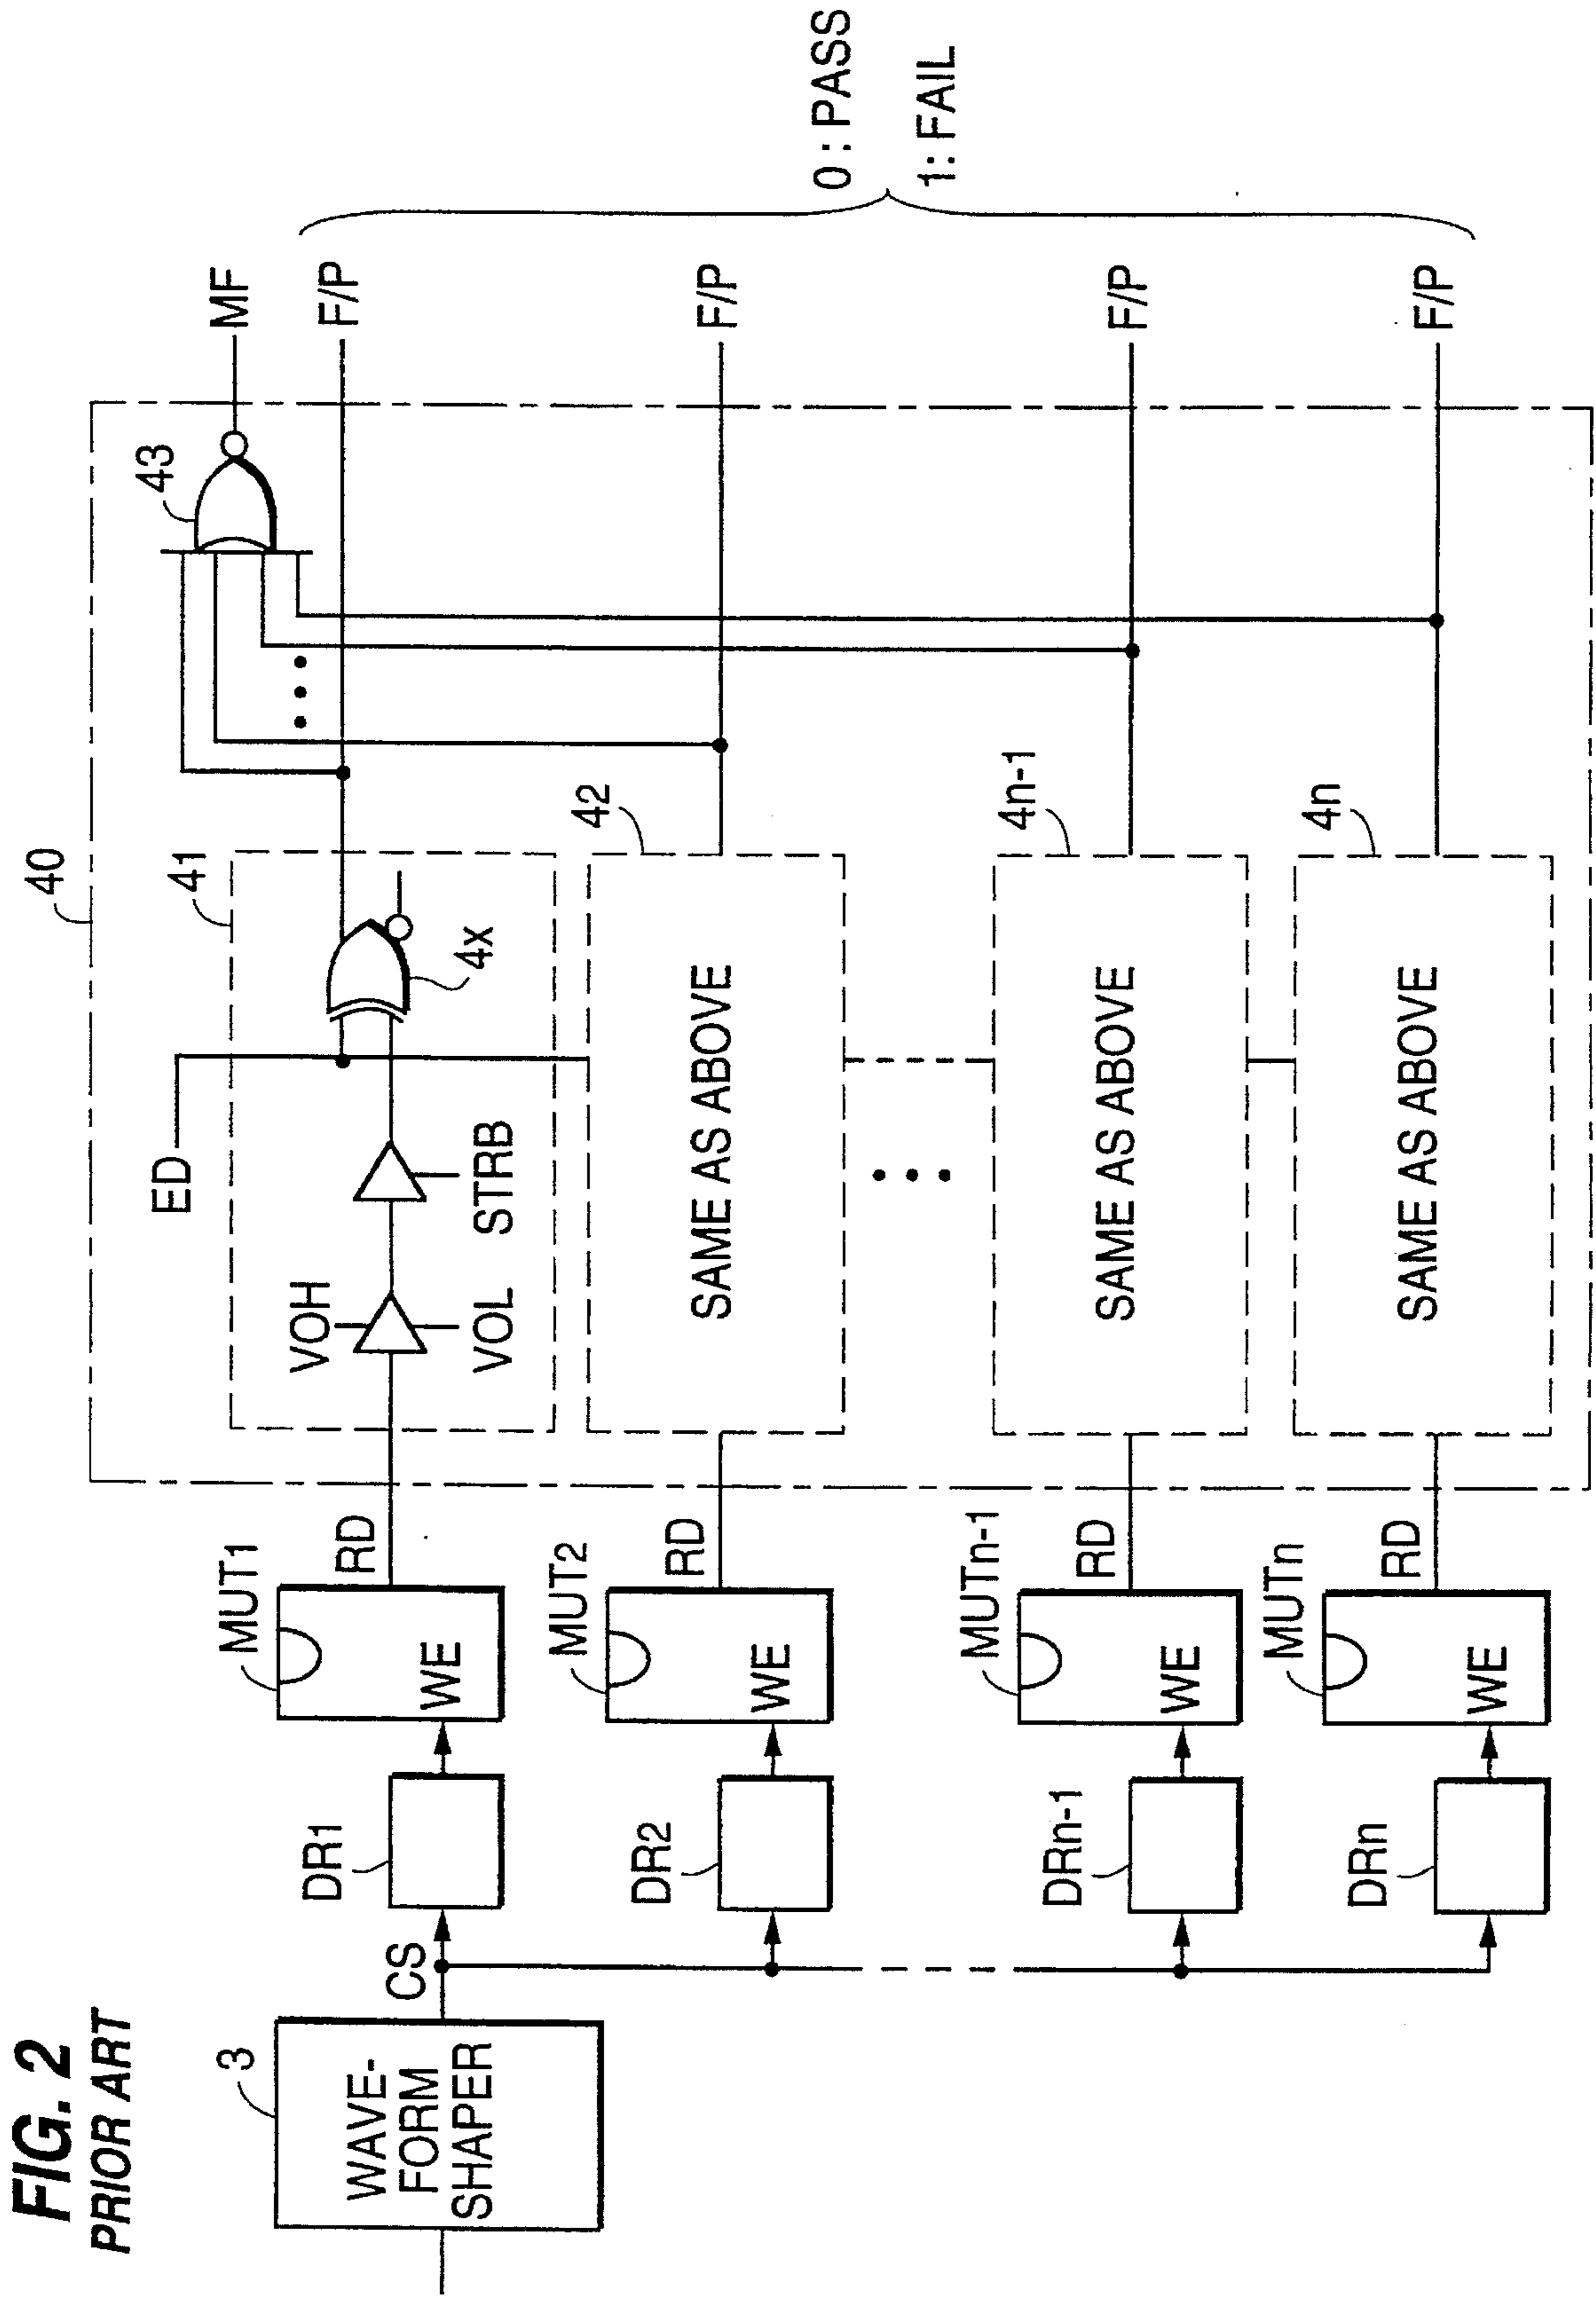 FIG. 2
PRIOR ART
3
WAVE-
FORM
SHAPER
CS
DR1
DR2
DRn-1
DRn
MUT1
WE
RD
MUT2
WE
RD
MUTn-1
WE
RD
MUTn
WE
RD
40
41
VOH
VOL
STRB
ED
4x
42
SAME AS ABOVE
4n-1
SAME AS ABOVE
4n
SAME AS ABOVE
43
MF
F/P
F/P
F/P
F/P
0 : PASS
1: FAIL